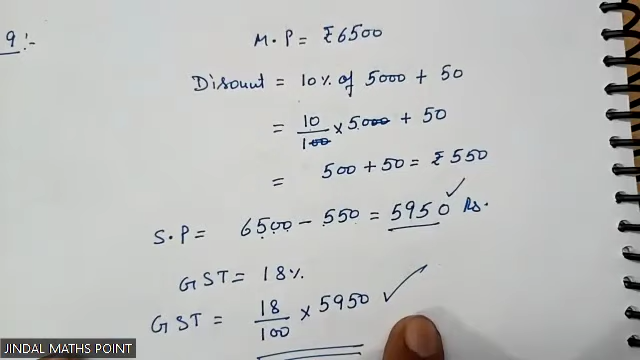 9:-
M.P = ₹6500
Disount = 10% of 5000 + 50
= 10/100 × 5000 + 50
= 500 + 50 = ₹550
S.P = 6500 - 550 = 5950 Rs.
GST = 18%
GST = 18/100 × 5950
JINDAL MATHS POINT